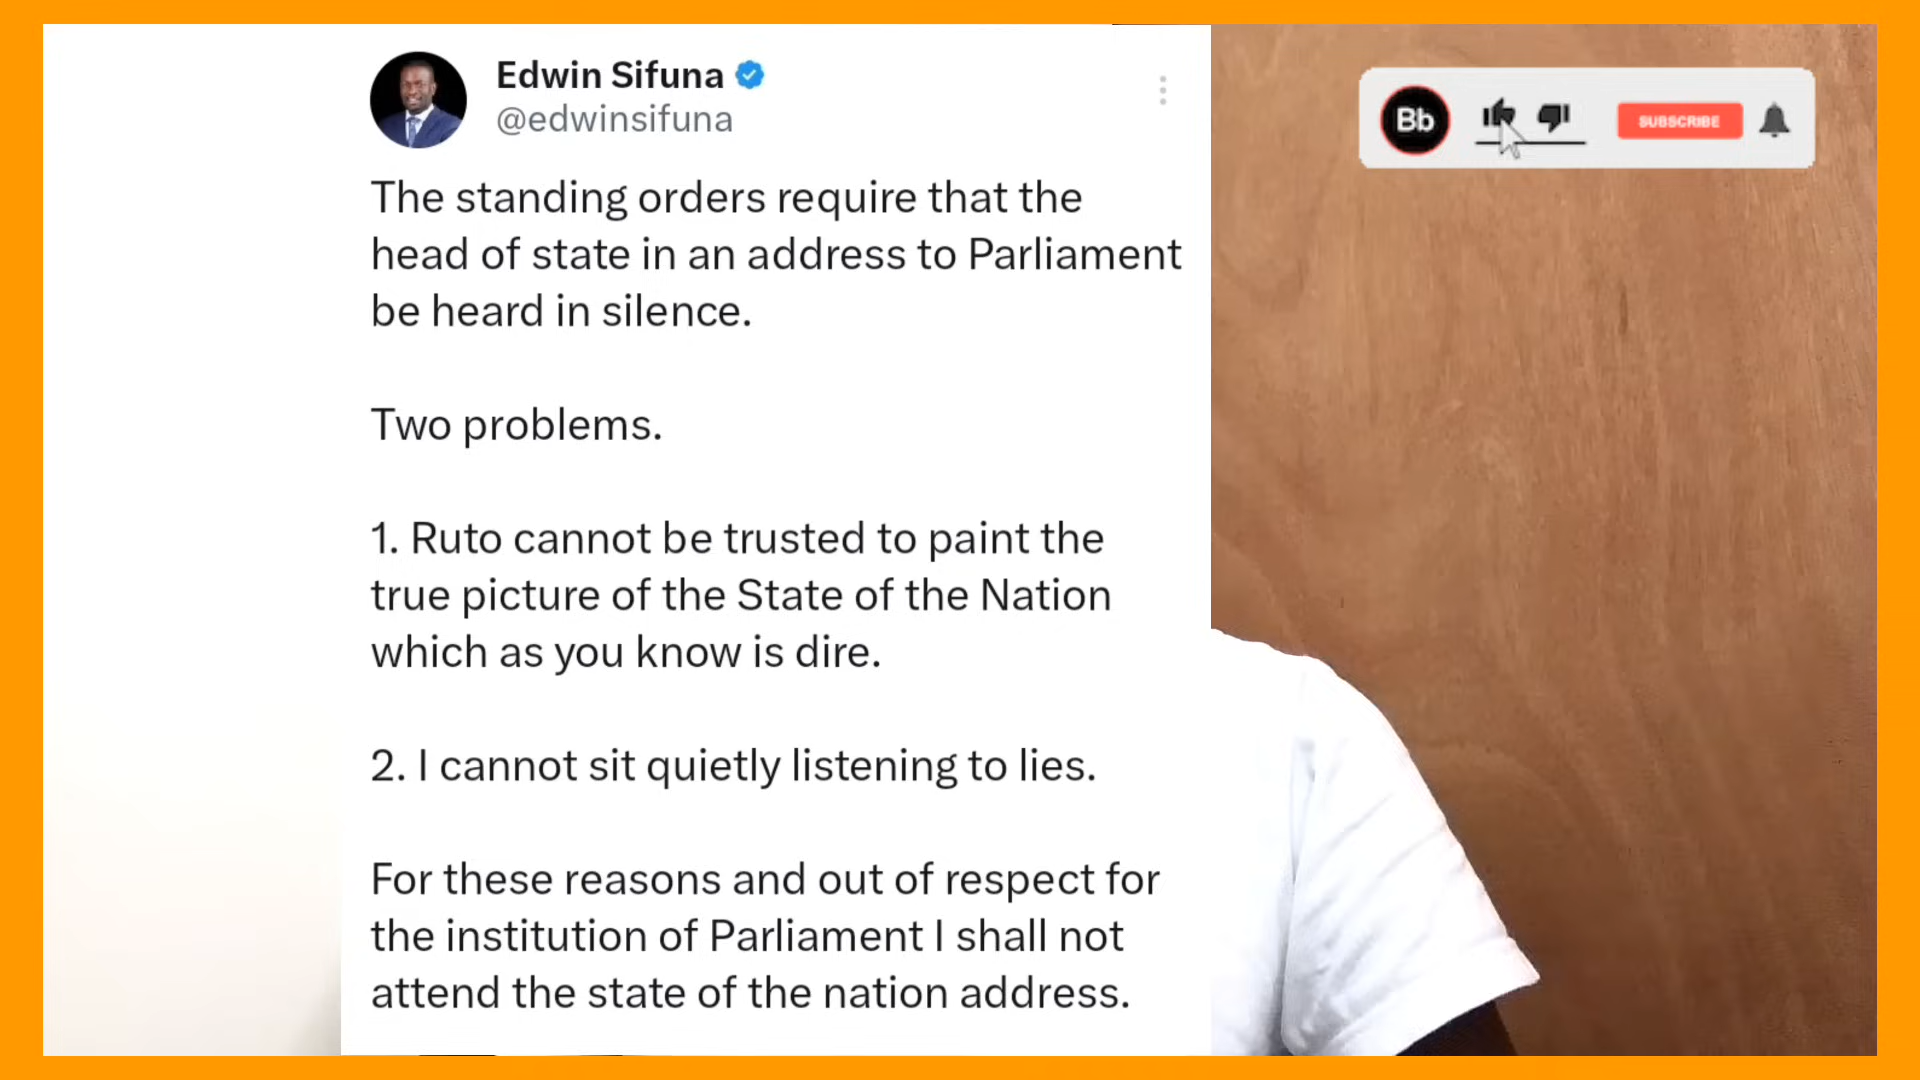 Edwin Sifuna
@edwinsifuna
The standing orders require that the
head of state in an address to Parliament
be heard in silence.
Two problems.
1. Ruto cannot be trusted to paint the
true picture of the State of the Nation
which as you know is dire.
2. I cannot sit quietly listening to lies.
For these reasons and out of respect for
the institution of Parliament I shall not
attend the state of the nation address.
Bb
SUBSCRIBE